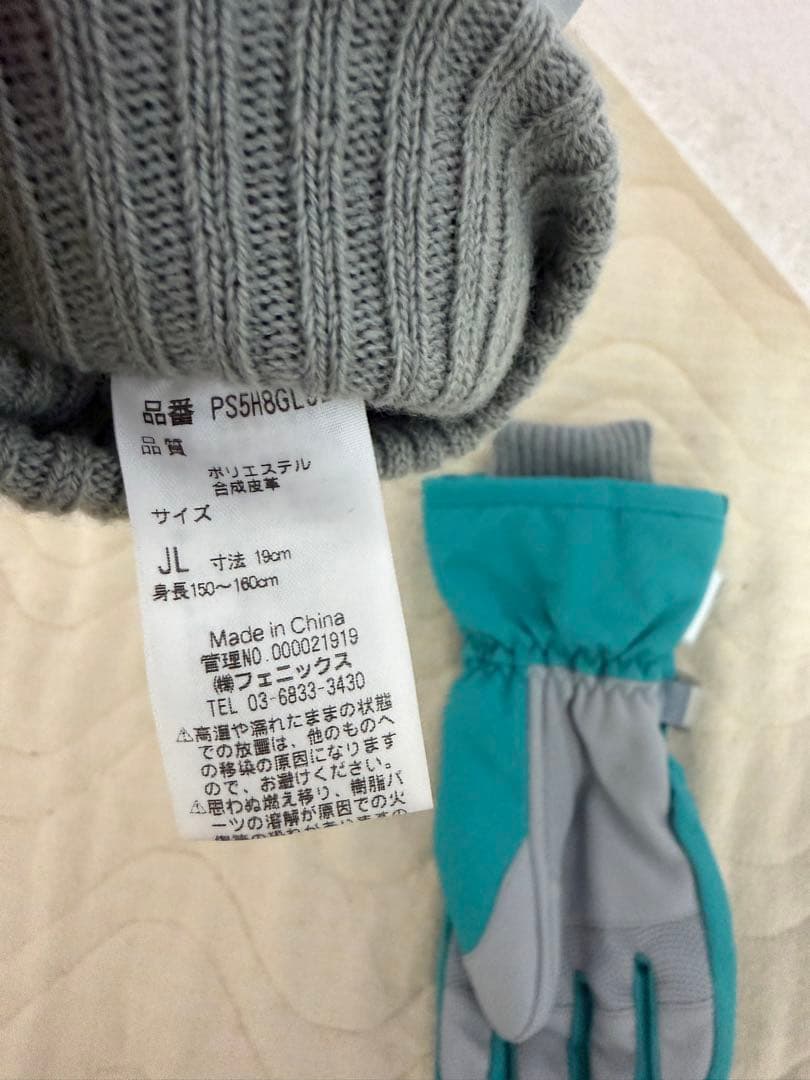 品番 PS5H8GL
品質
ポリエステル
合成皮革
サイズ
JL 寸法 19cm
身長150～160cm
Made in China
管理NO.000021919
㈱フェニックス
TEL 03-6833-3430
⚠高温や濡れたままの状態
での放置は、他のものへ
の移染の原因になります
ので、お避けください。
⚠思わぬ燃え移り、樹脂パ
ーツの溶解が原因での火